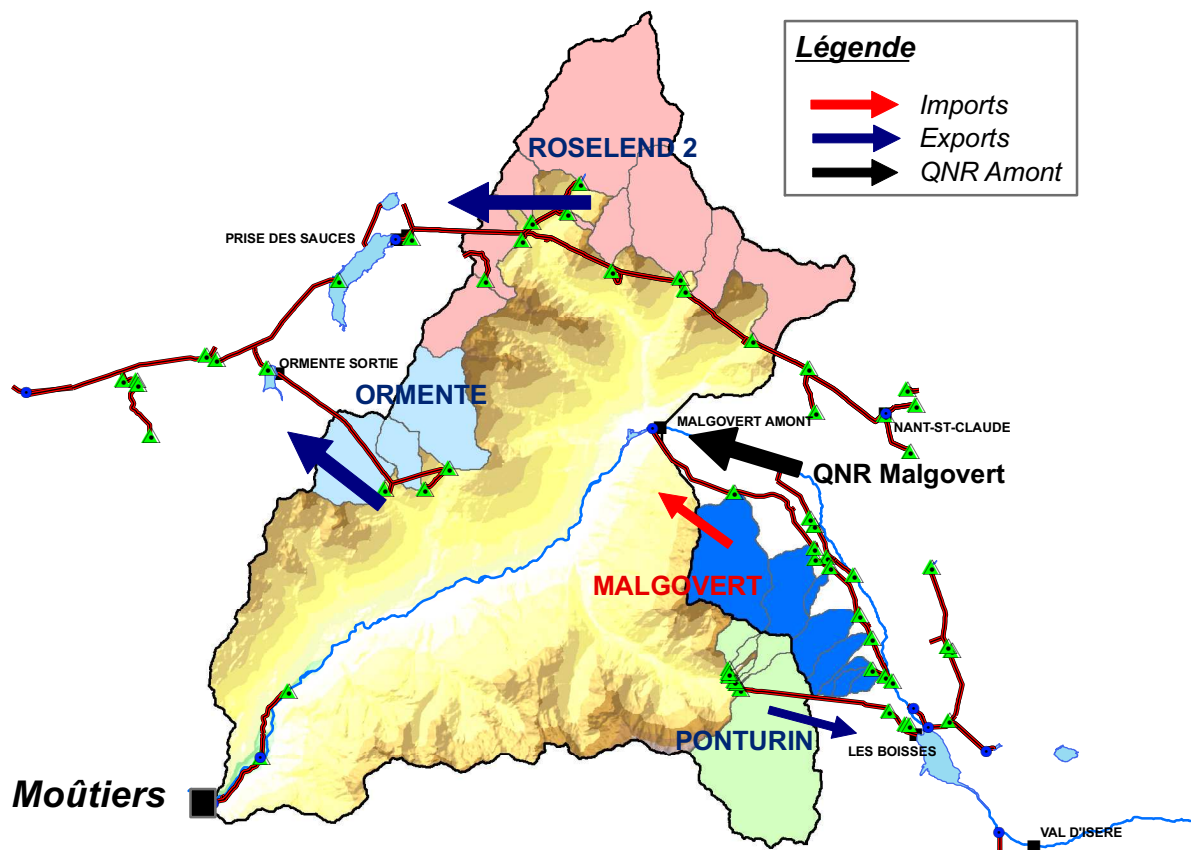 Légende
Imports
Exports
QNR Amont
ROSELEND 2
PRISE DES SAUCES
ORMENTE SORTIE
ORMENTE
MALGOVERT AMONT
NANT-ST-CLAUDE
QNR Malgovert
MALGOVERT
PONTURIN
LES BOISSES
Moûtiers
VAL D'ISERE